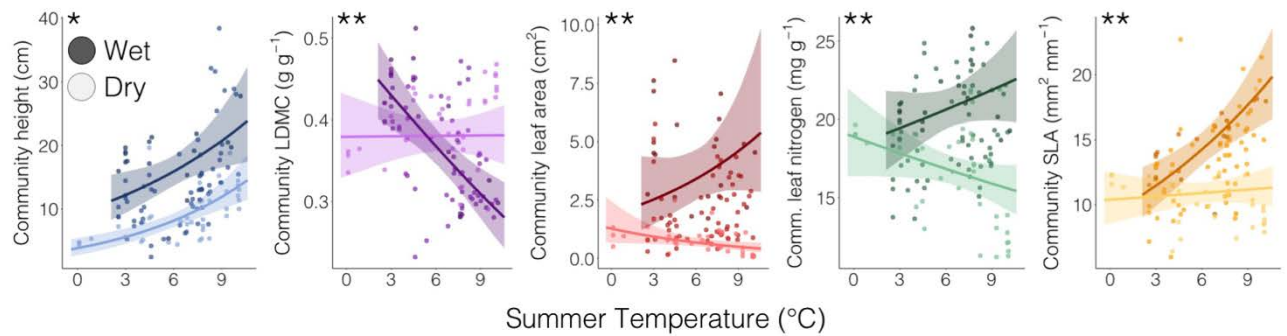 *
Wet
Dry
Community height (cm)
40
30
20
10
0 3 6 9
**
Community LDMC (g g⁻¹)
0.5
0.4
0.3
0 3 6 9
**
Community leaf area (cm²)
10.0
7.5
5.0
2.5
0.0
0 3 6 9
**
Comm. leaf nitrogen (mg g⁻¹)
25
20
15
0 3 6 9
**
Community SLA (mm² mm⁻¹)
20
15
10
0 3 6 9
Summer Temperature (°C)